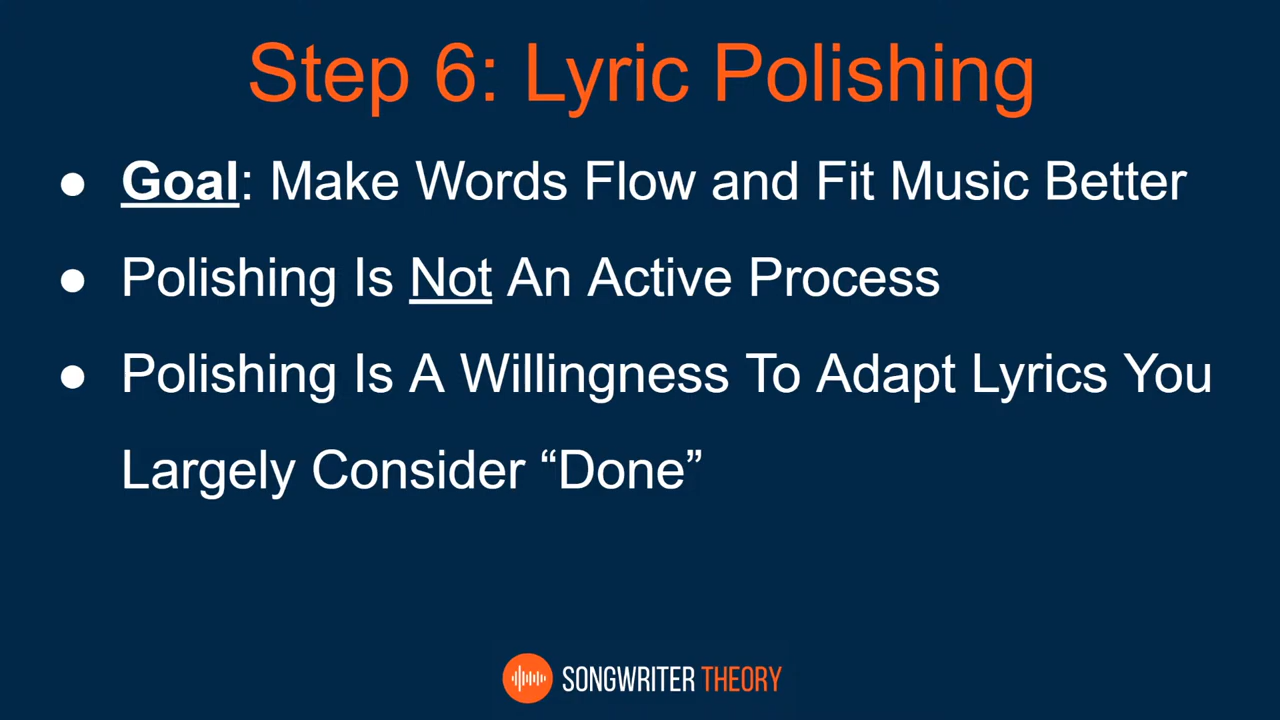 Step 6: Lyric Polishing
● Goal: Make Words Flow and Fit Music Better
● Polishing Is Not An Active Process
● Polishing Is A Willingness To Adapt Lyrics You
Largely Consider “Done”
SONGWRITER THEORY